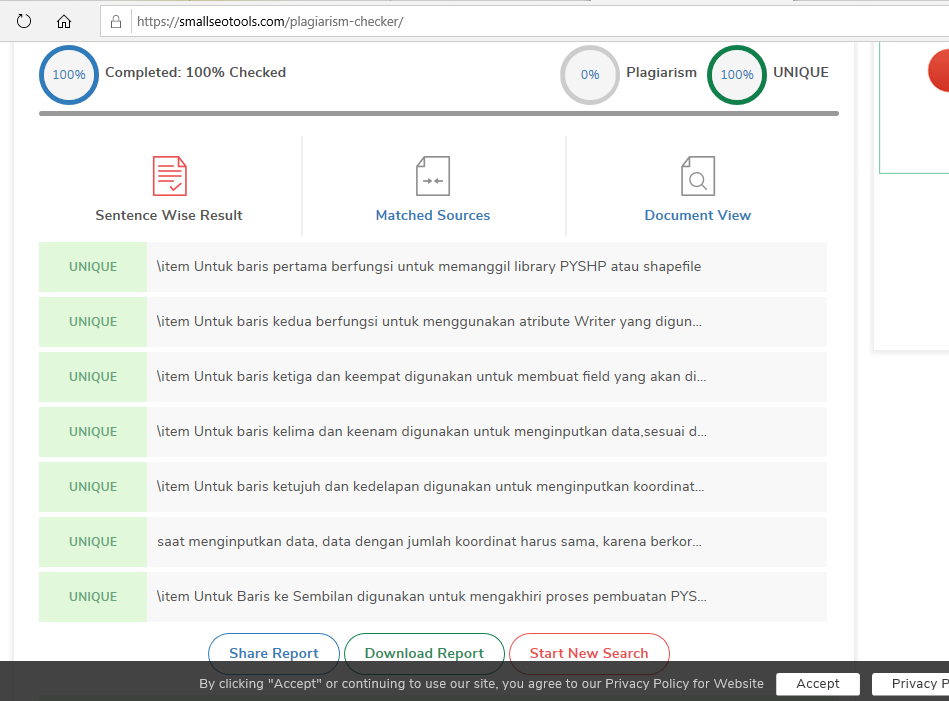 https://smallseotools.com/plagiarism-checker/
100% Completed: 100% Checked 0% Plagiarism 100% UNIQUE
Sentence Wise Result Matched Sources Document View
UNIQUE \item Untuk baris pertama berfungsi untuk memanggil library PYSHP atau shapefile
UNIQUE \item Untuk baris kedua berfungsi untuk menggunakan atribute Writer yang digun...
UNIQUE \item Untuk baris ketiga dan keempat digunakan untuk membuat field yang akan di...
UNIQUE \item Untuk baris kelima dan keenam digunakan untuk menginputkan data,sesuai d...
UNIQUE \item Untuk baris ketujuh dan kedelapan digunakan untuk menginputkan koordinat...
UNIQUE saat menginputkan data, data dengan jumlah koordinat harus sama, karena berkor...
UNIQUE \item Untuk Baris ke Sembilan digunakan untuk mengakhiri proses pembuatan PYS...
Share Report Download Report Start New Search
By clicking "Accept" or continuing to use our site, you agree to our Privacy Policy for Website Accept Privacy P